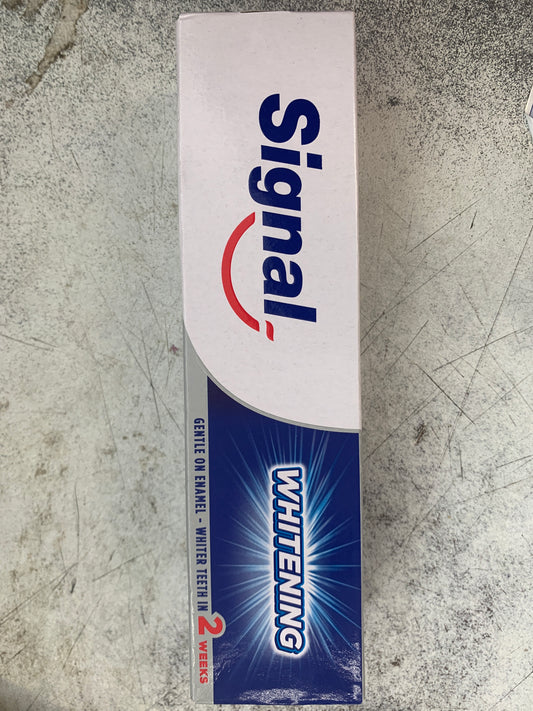 Signal
WHITENING
GENTLE ON ENAMEL - WHITER TEETH IN 2 WEEKS